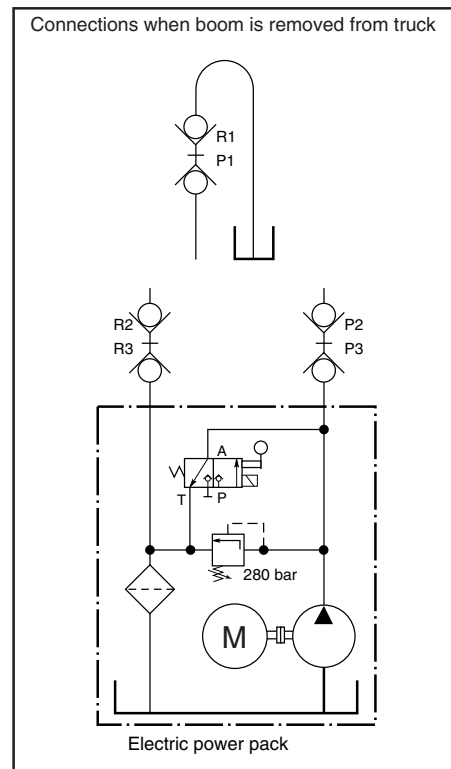 Connections when boom is removed from truck
R1
P1
R2
P2
R3
P3
A
T
P
280 bar
M
Electric power pack